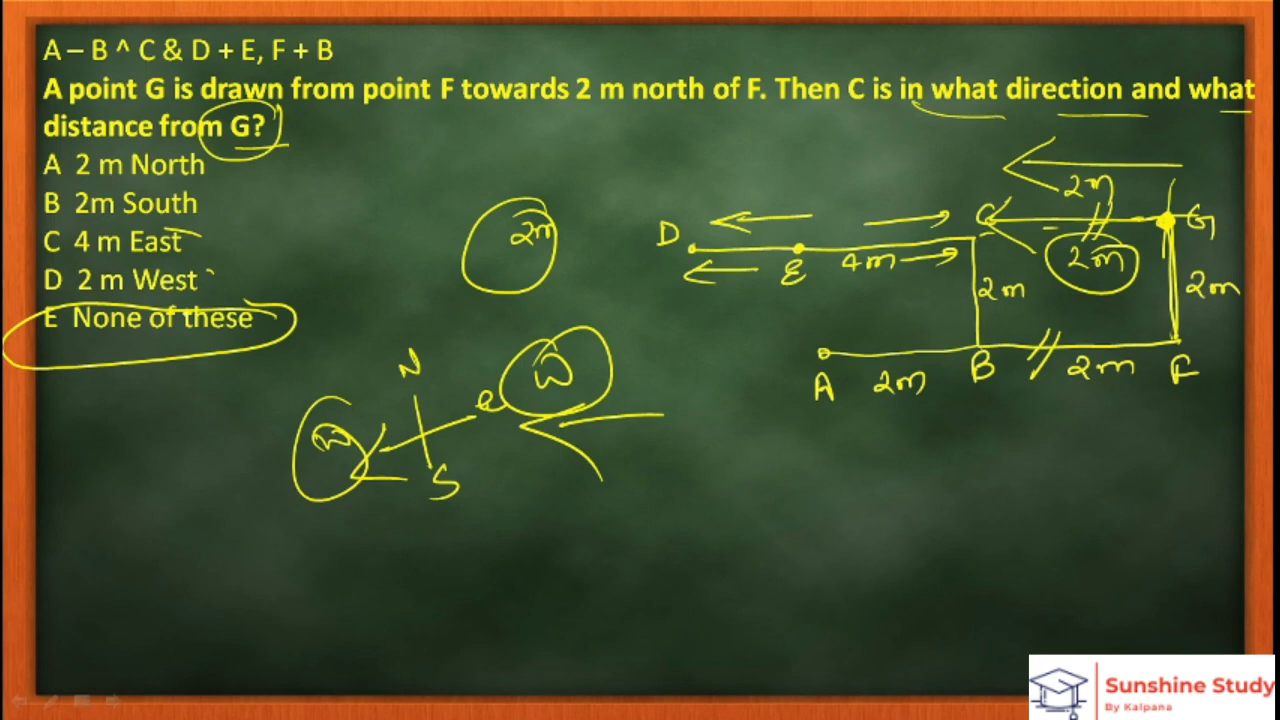 A – B ^ C & D + E, F + B
A point G is drawn from point F towards 2 m north of F. Then C is in what direction and what
distance from G?
A 2 m North
B 2m South
C 4 m East
D 2 m West
E None of these
2m
2m
C
G
D
E
4m
2m
2m
2m
A
2m
B
2m
F
N
W
e
W
S
Sunshine Study
By Kalpana